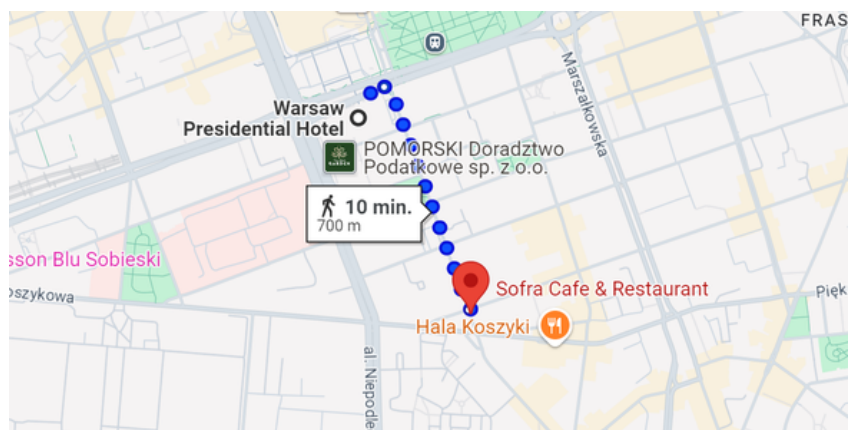 FRAS
Marszałkowska
Warsaw
Presidential Hotel
POMORSKI Doradztwo
Podatkowe sp. z o.o.
10 min.
700 m
sson Blu Sobieski
oszykowa
Sofra Cafe & Restaurant
Pięk
Hala Koszyki
al. Niepodle